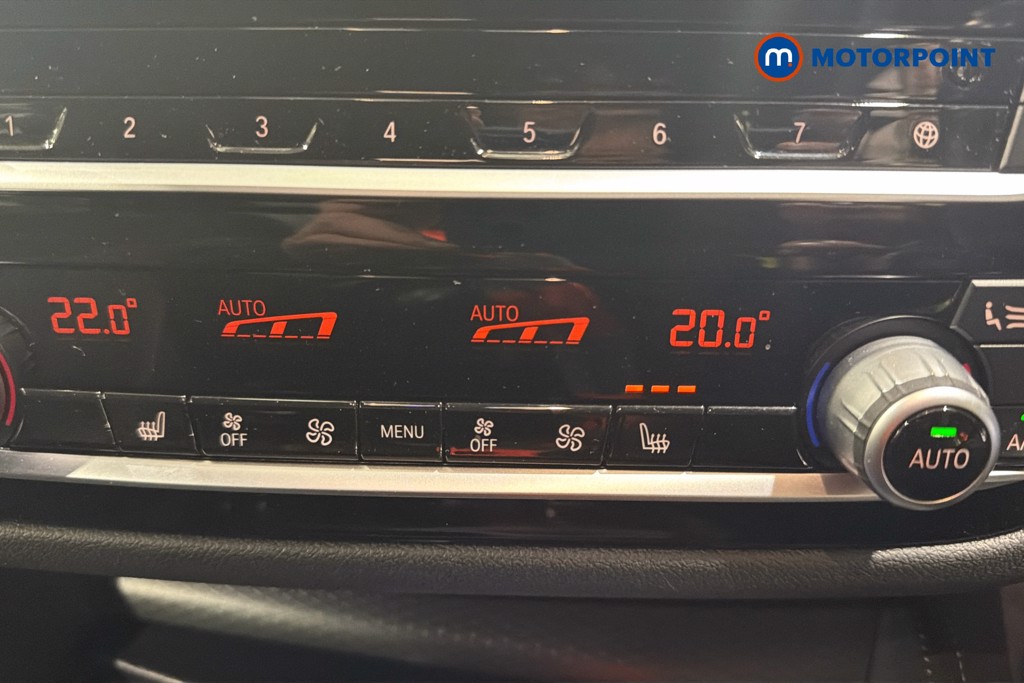 m. MOTORPOINT
1 2 3 4 5 6 7
22.0° AUTO AUTO 20.0°
OFF MENU OFF AUTO